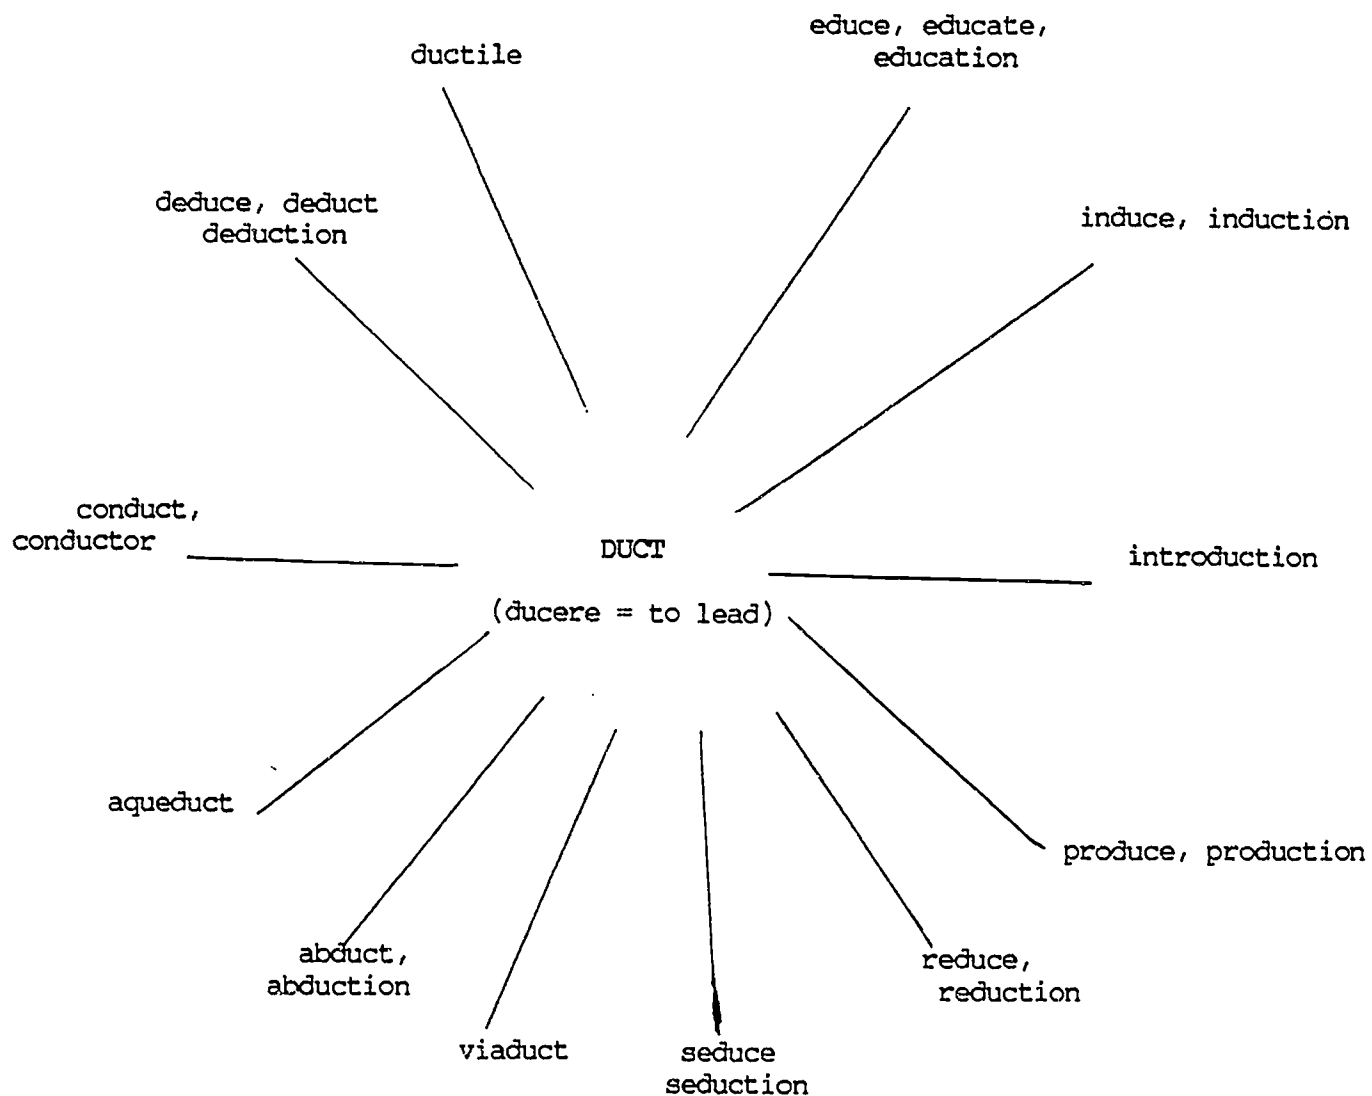 educe, educate,
education
ductile
deduce, deduct
deduction
induce, induction
conduct,
conductor
DUCT
introduction
(ducere = to lead)
aqueduct
produce, production
abduct,
abduction
reduce,
reduction
viaduct
seduce
seduction